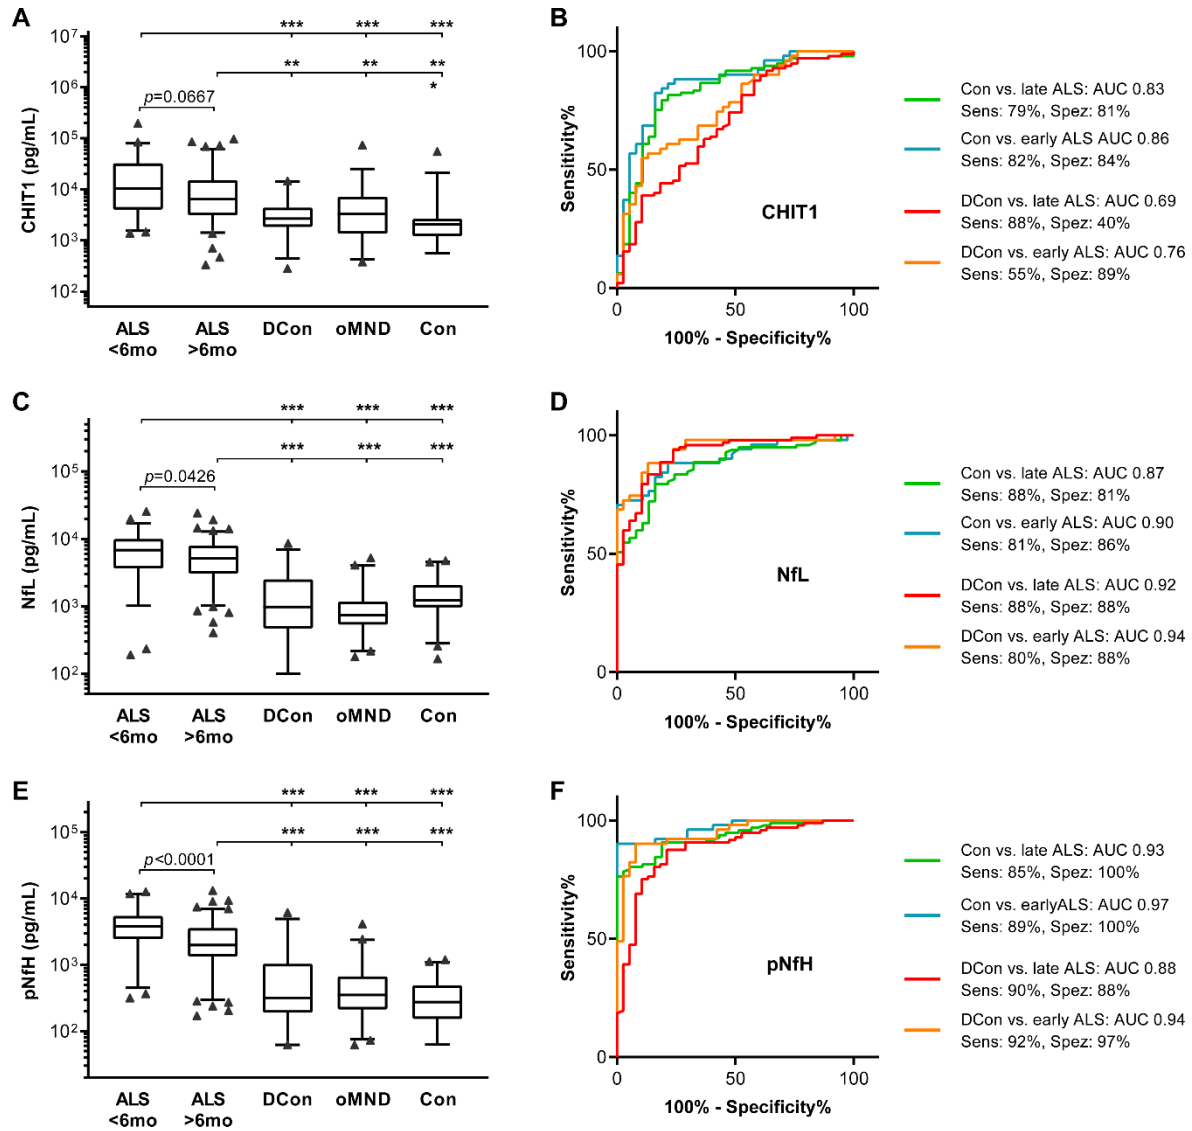 A
***
***
***
**
**
**
*
p=0.0667
10⁷
10⁶
10⁵
10⁴
10³
10²
CHIT1 (pg/mL)
ALS
<6mo
ALS
>6mo
DCon
oMND
Con
B
100
50
0
Sensitivity%
CHIT1
0
50
100
100% - Specificity%
Con vs. late ALS: AUC 0.83
Sens: 79%, Spez: 81%
Con vs. early ALS AUC 0.86
Sens: 82%, Spez: 84%
DCon vs. late ALS: AUC 0.69
Sens: 88%, Spez: 40%
DCon vs. early ALS: AUC 0.76
Sens: 55%, Spez: 89%
C
***
***
***
***
***
***
p=0.0426
10⁵
10⁴
10³
10²
NfL (pg/mL)
ALS
<6mo
ALS
>6mo
DCon
oMND
Con
D
100
50
0
Sensitivity%
NfL
0
50
100
100% - Specificity%
Con vs. late ALS: AUC 0.87
Sens: 88%, Spez: 81%
Con vs. early ALS: AUC 0.90
Sens: 81%, Spez: 86%
DCon vs. late ALS: AUC 0.92
Sens: 88%, Spez: 88%
DCon vs. early ALS: AUC 0.94
Sens: 80%, Spez: 88%
E
***
***
***
***
***
***
p<0.0001
10⁵
10⁴
10³
10²
pNfH (pg/mL)
ALS
<6mo
ALS
>6mo
DCon
oMND
Con
F
100
50
0
Sensitivity%
pNfH
0
50
100
100% - Specificity%
Con vs. late ALS: AUC 0.93
Sens: 85%, Spez: 100%
Con vs. earlyALS: AUC 0.97
Sens: 89%, Spez: 100%
DCon vs. late ALS: AUC 0.88
Sens: 90%, Spez: 88%
DCon vs. early ALS: AUC 0.94
Sens: 92%, Spez: 97%